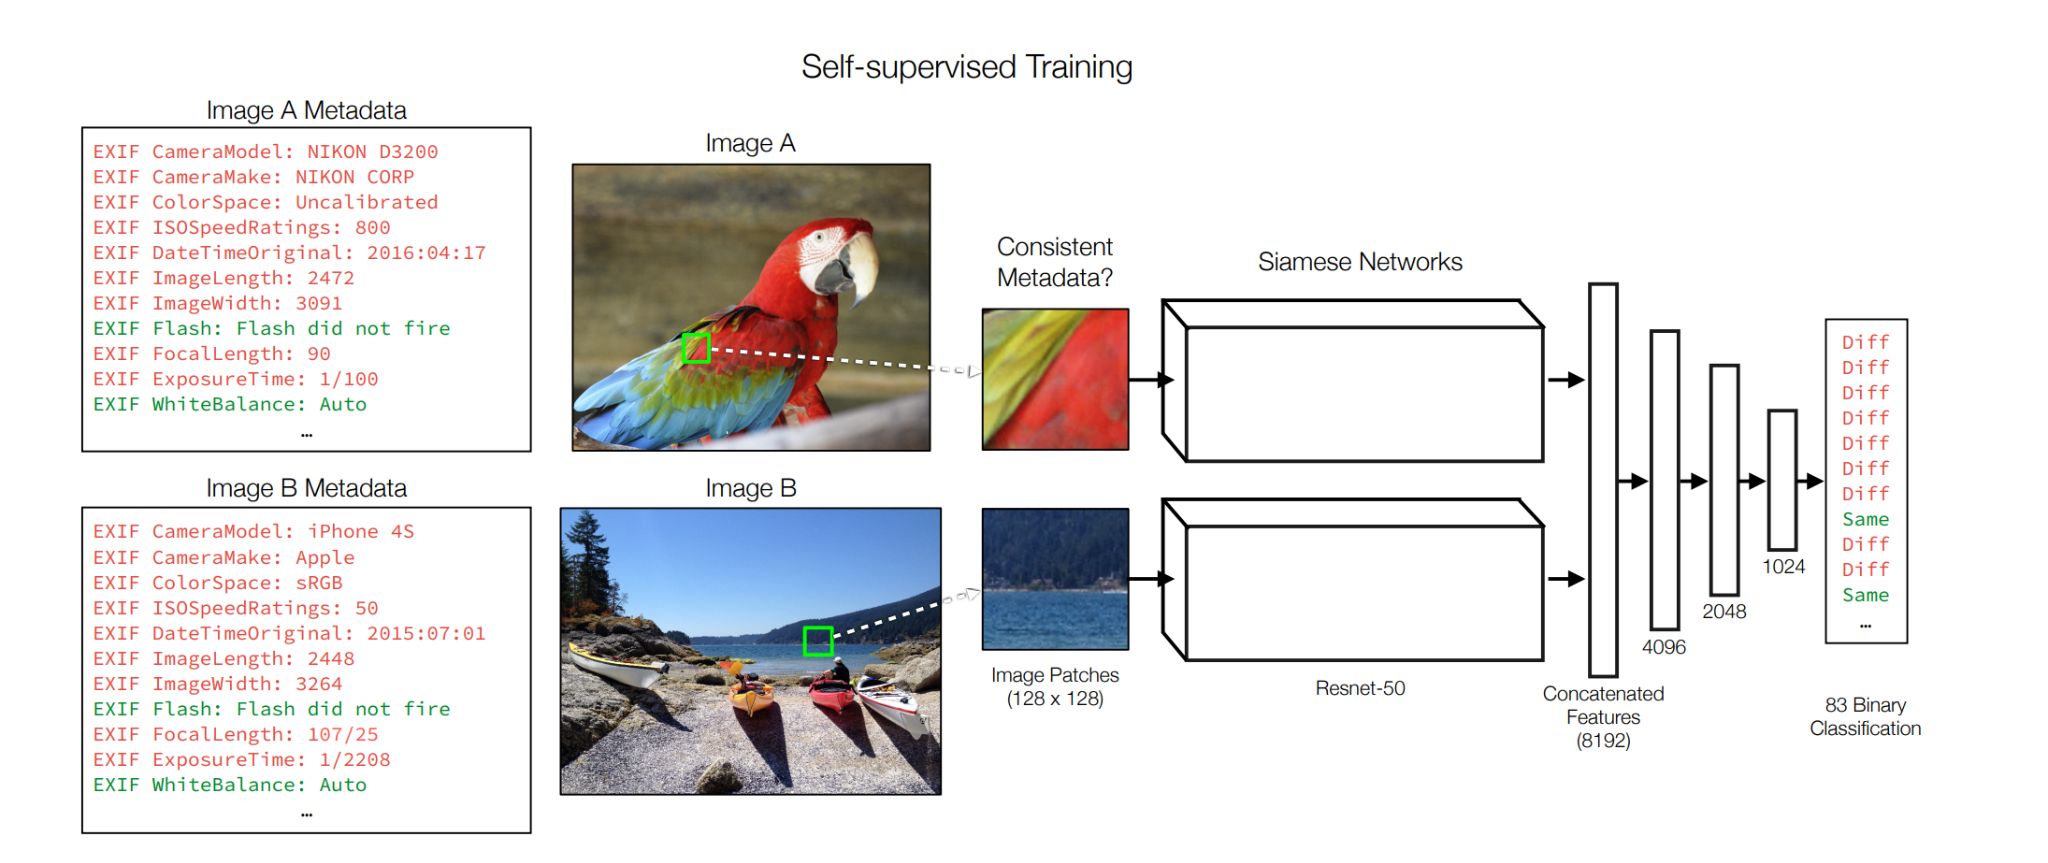 Self-supervised Training
Image A Metadata
EXIF CameraModel: NIKON D3200
EXIF CameraMake: NIKON CORP
EXIF ColorSpace: Uncalibrated
EXIF ISOSpeedRatings: 800
EXIF DateTimeOriginal: 2016:04:17
EXIF ImageLength: 2472
EXIF ImageWidth: 3091
EXIF Flash: Flash did not fire
EXIF FocalLength: 90
EXIF ExposureTime: 1/100
EXIF WhiteBalance: Auto
...
Image B Metadata
EXIF CameraModel: iPhone 4S
EXIF CameraMake: Apple
EXIF ColorSpace: sRGB
EXIF ISOSpeedRatings: 50
EXIF DateTimeOriginal: 2015:07:01
EXIF ImageLength: 2448
EXIF ImageWidth: 3264
EXIF Flash: Flash did not fire
EXIF FocalLength: 107/25
EXIF ExposureTime: 1/2208
EXIF WhiteBalance: Auto
...
Image A
Image B
Consistent
Metadata?
Image Patches
(128 x 128)
Siamese Networks
Resnet-50
Concatenated
Features
(8192)
4096
2048
1024
Diff
Diff
Diff
Diff
Diff
Diff
Diff
Same
Diff
Diff
Same
...
83 Binary
Classification